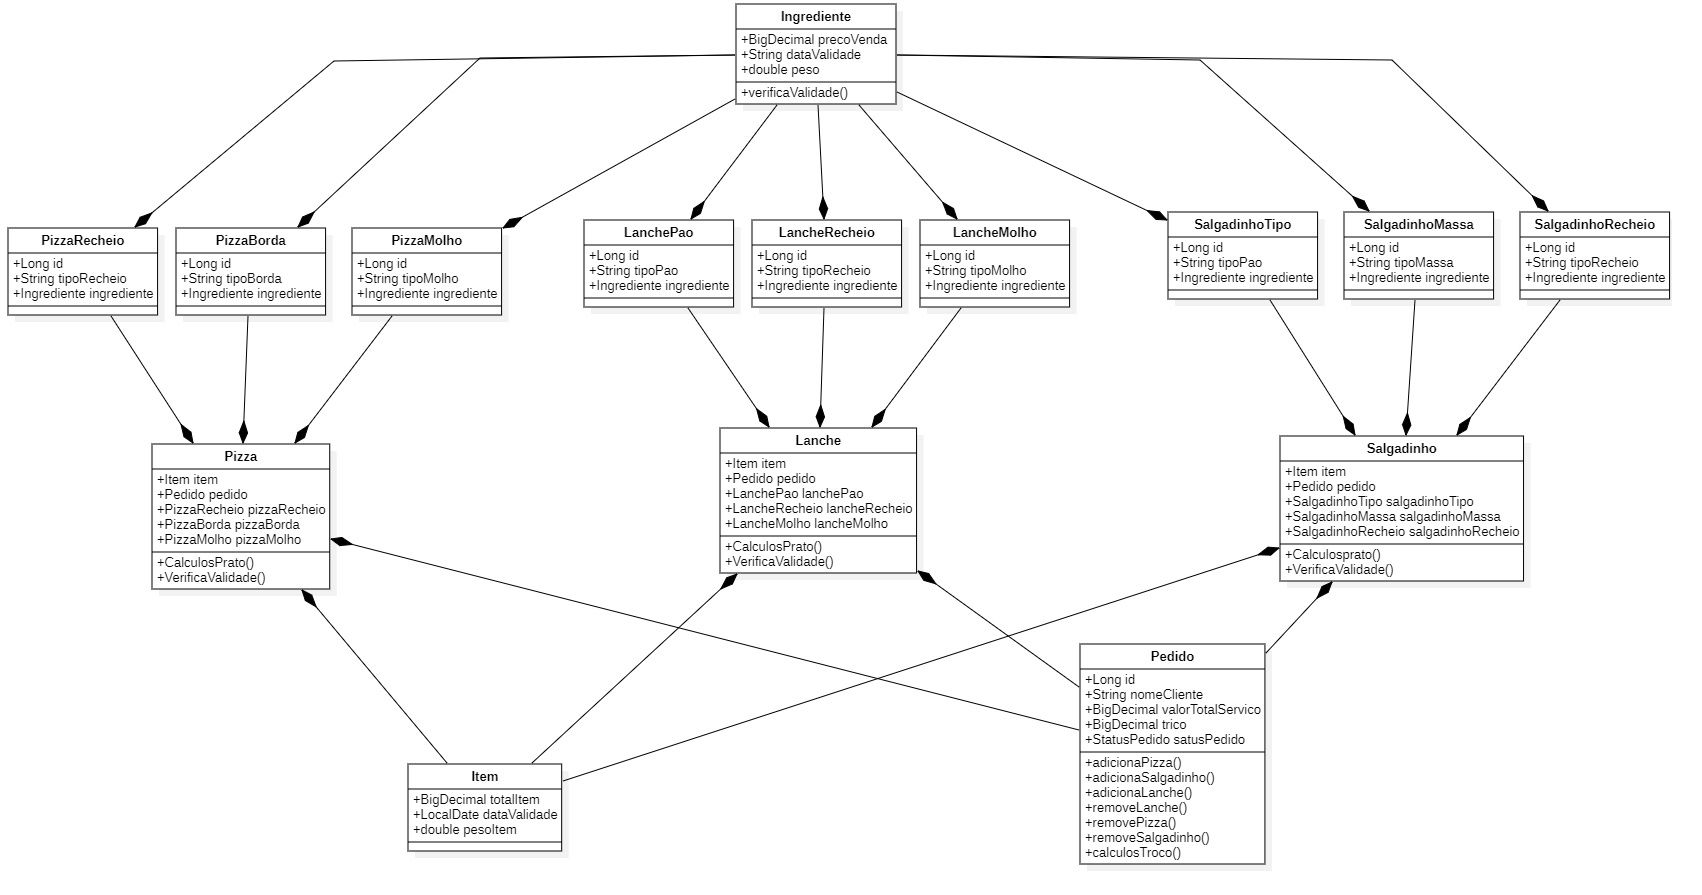 Ingrediente
+BigDecimal precoVenda
+String dataValidade
+double peso
+verificaValidade()
PizzaRecheio
+Long id
+String tipoRecheio
+Ingrediente ingrediente
PizzaBorda
+Long id
+String tipoBorda
+Ingrediente ingrediente
PizzaMolho
+Long id
+String tipoMolho
+Ingrediente ingrediente
LanchePao
+Long id
+String tipoPao
+Ingrediente ingrediente
LancheRecheio
+Long id
+String tipoRecheio
+Ingrediente ingrediente
LancheMolho
+Long id
+String tipoMolho
+Ingrediente ingrediente
SalgadinhoTipo
+Long id
+String tipoPao
+Ingrediente ingrediente
SalgadinhoMassa
+Long id
+String tipoMassa
+Ingrediente ingrediente
SalgadinhoRecheio
+Long id
+String tipoRecheio
+Ingrediente ingrediente
Pizza
+Item item
+Pedido pedido
+PizzaRecheio pizzaRecheio
+PizzaBorda pizzaBorda
+PizzaMolho pizzaMolho
+CalculosPrato()
+VerificaValidade()
Lanche
+Item item
+Pedido pedido
+LanchePao lanchePao
+LancheRecheio lancheRecheio
+LancheMolho lancheMolho
+CalculosPrato()
+VerificaValidade()
Salgadinho
+Item item
+Pedido pedido
+SalgadinhoTipo salgadinhoTipo
+SalgadinhoMassa salgadinhoMassa
+SalgadinhoRecheio salgadinhoRecheio
+Calculosprato()
+VerificaValidade()
Item
+BigDecimal totalItem
+LocalDate dataValidade
+double pesoItem
Pedido
+Long id
+String nomeCliente
+BigDecimal valorTotalServico
+BigDecimal trico
+StatusPedido satusPedido
+adicionaPizza()
+adicionaSalgadinho()
+adicionaLanche()
+removeLanche()
+removePizza()
+removeSalgadinho()
+calculosTroco()